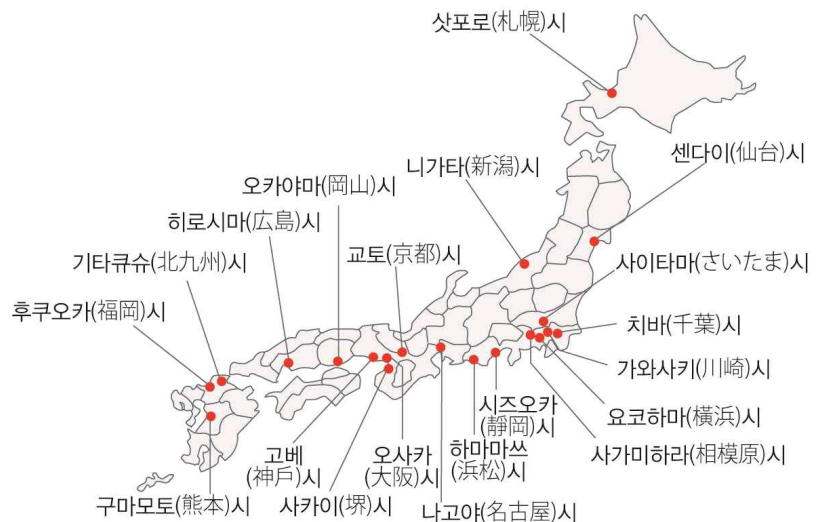 삿포로(札幌)시
센다이(仙台)시
니가타(新潟)시
오카야마(岡山)시
히로시마(広島)시
교토(京都)시
사이타마(さいたま)시
기타큐슈(北九州)시
후쿠오카(福岡)시
치바(千葉)시
가와사키(川崎)시
요코하마(横浜)시
사가미하라(相模原)시
시즈오카
(靜岡)시
하마마쓰
(浜松)시
고베
(神戶)시
오사카
(大阪)시
사카이(堺)시
나고야(名古屋)시
구마모토(熊本)시